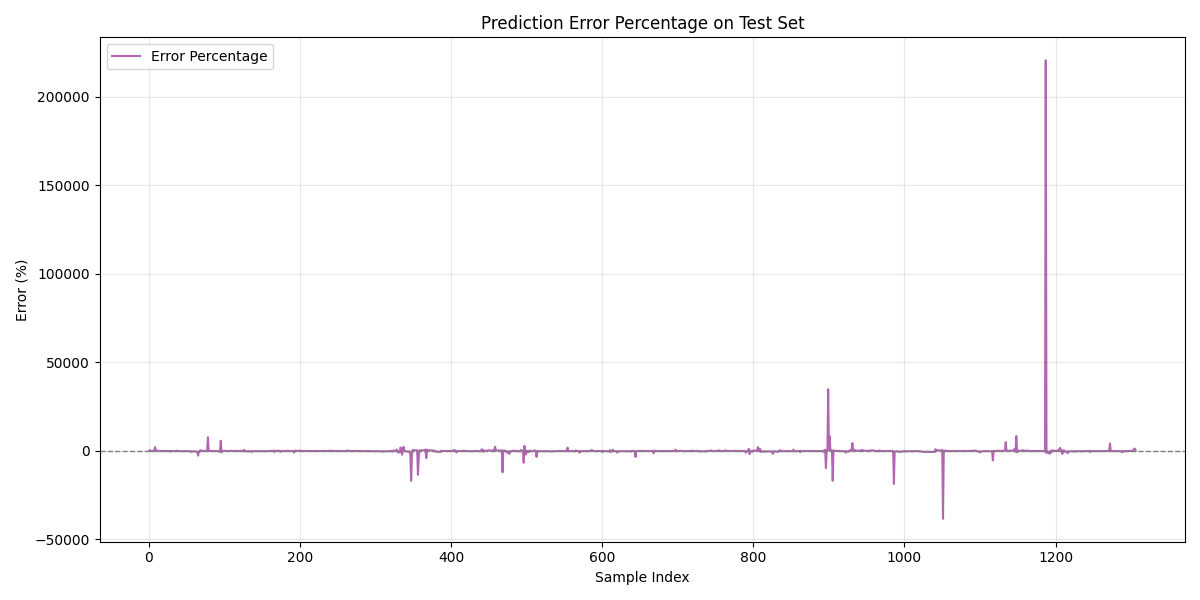 Prediction Error Percentage on Test Set
Error Percentage
200000
150000
100000
50000
0
−50000
Error (%)
0 200 400 600 800 1000 1200
Sample Index